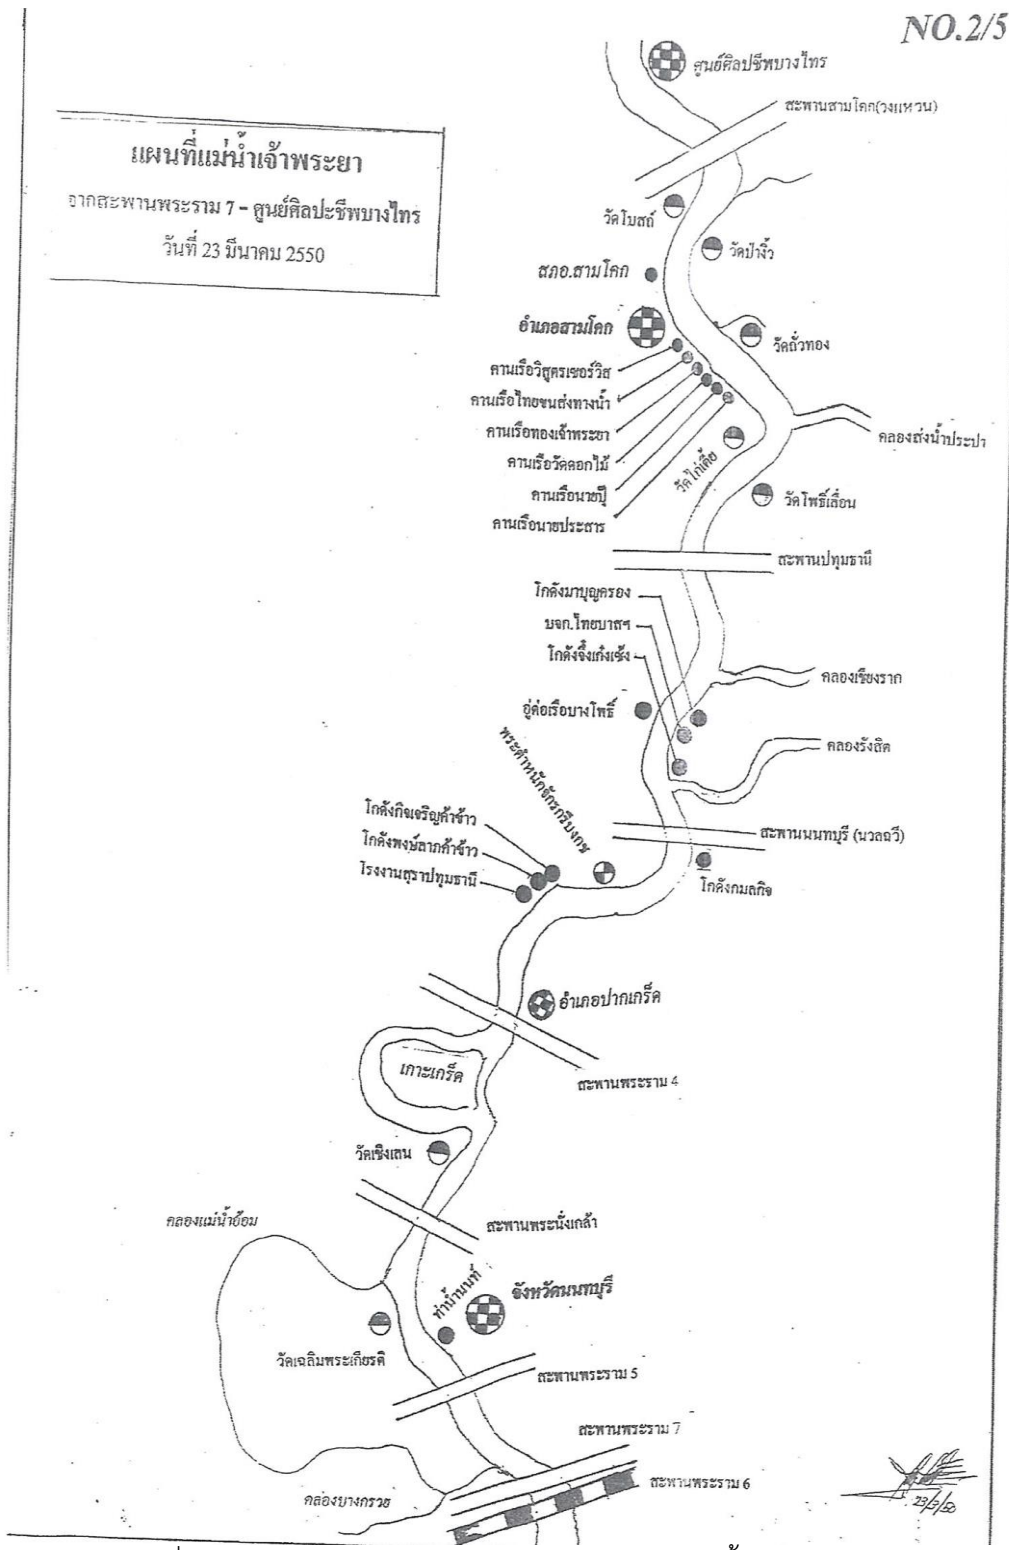 NO.2/5
ศูนย์ศิลปชีพบางไทร
สะพานสามโคก(วงแหวน)
แผนที่แม่น้ำเจ้าพระยา
จากสะพานพระราม 7 - ศูนย์ศิลปะชีพบางไทร
วันที่ 23 มีนาคม 2550
วัดโบสถ์
วัดป่างิ้ว
สภอ.สามโคก
อำเภอสามโคก
วัดถั่วทอง
คานเรือวิสูตรเซอร์วิส
คานเรือไทยขนส่งทางน้ำ
คานเรือทองเจ้าพระยา
คลองส่งน้ำประปา
คานเรือวัดดอกไม้
วัดไก่เตี้ย
คานเรือนายปุ๊
วัดโพธิ์เลื่อน
คานเรือนายประสาร
สะพานปทุมธานี
โกดังมาบุญครอง
บจก.ไทยบาสฯ
โกดังจึ้งเก๋งเซ้ง
คลองเชียงราก
อู่ต่อเรือบางโพธิ์
คลองรังสิต
พระตำหนักจักรกรีบงกช
โกดังกิจเจริญค้าข้าว
สะพานนนทบุรี (นวลฉวี)
โกดังพงษ์ลาภค้าข้าว
โรงงานสุราปทุมธานี
โกดังกมลกิจ
อำเภอปากเกร็ด
เกาะเกร็ด
สะพานพระราม 4
วัดเชิงเลน
คลองแม่น้ำอ้อม
สะพานพระนั่งเกล้า
ท่าน้ำนนท์
จังหวัดนนทบุรี
วัดเฉลิมพระเกียรติ
สะพานพระราม 5
สะพานพระราม 7
สะพานพระราม 6
คลองบางกรวย
23/3/50